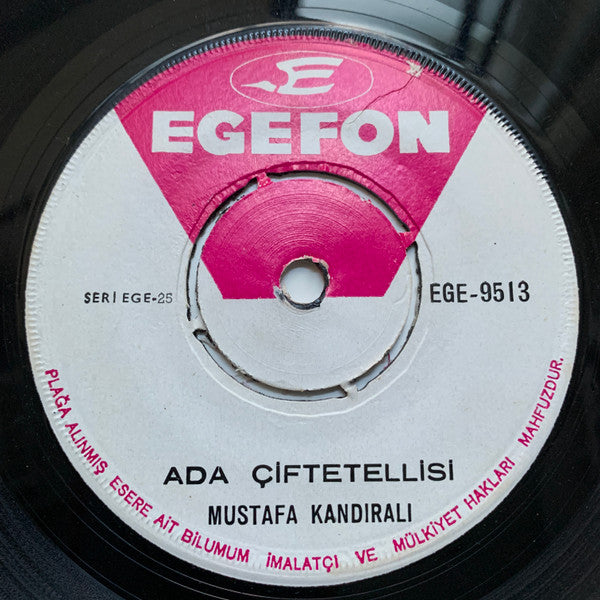 E
EGEFON
SERİ EGE-25
EGE-9513
ADA ÇİFTETELLİSİ
MUSTAFA KANDIRALI
PLAĞA ALINMIŞ ESERE AİT BİLUMUM İMALATÇI VE MÜLKİYET HAKLARI MAHFUZDUR.